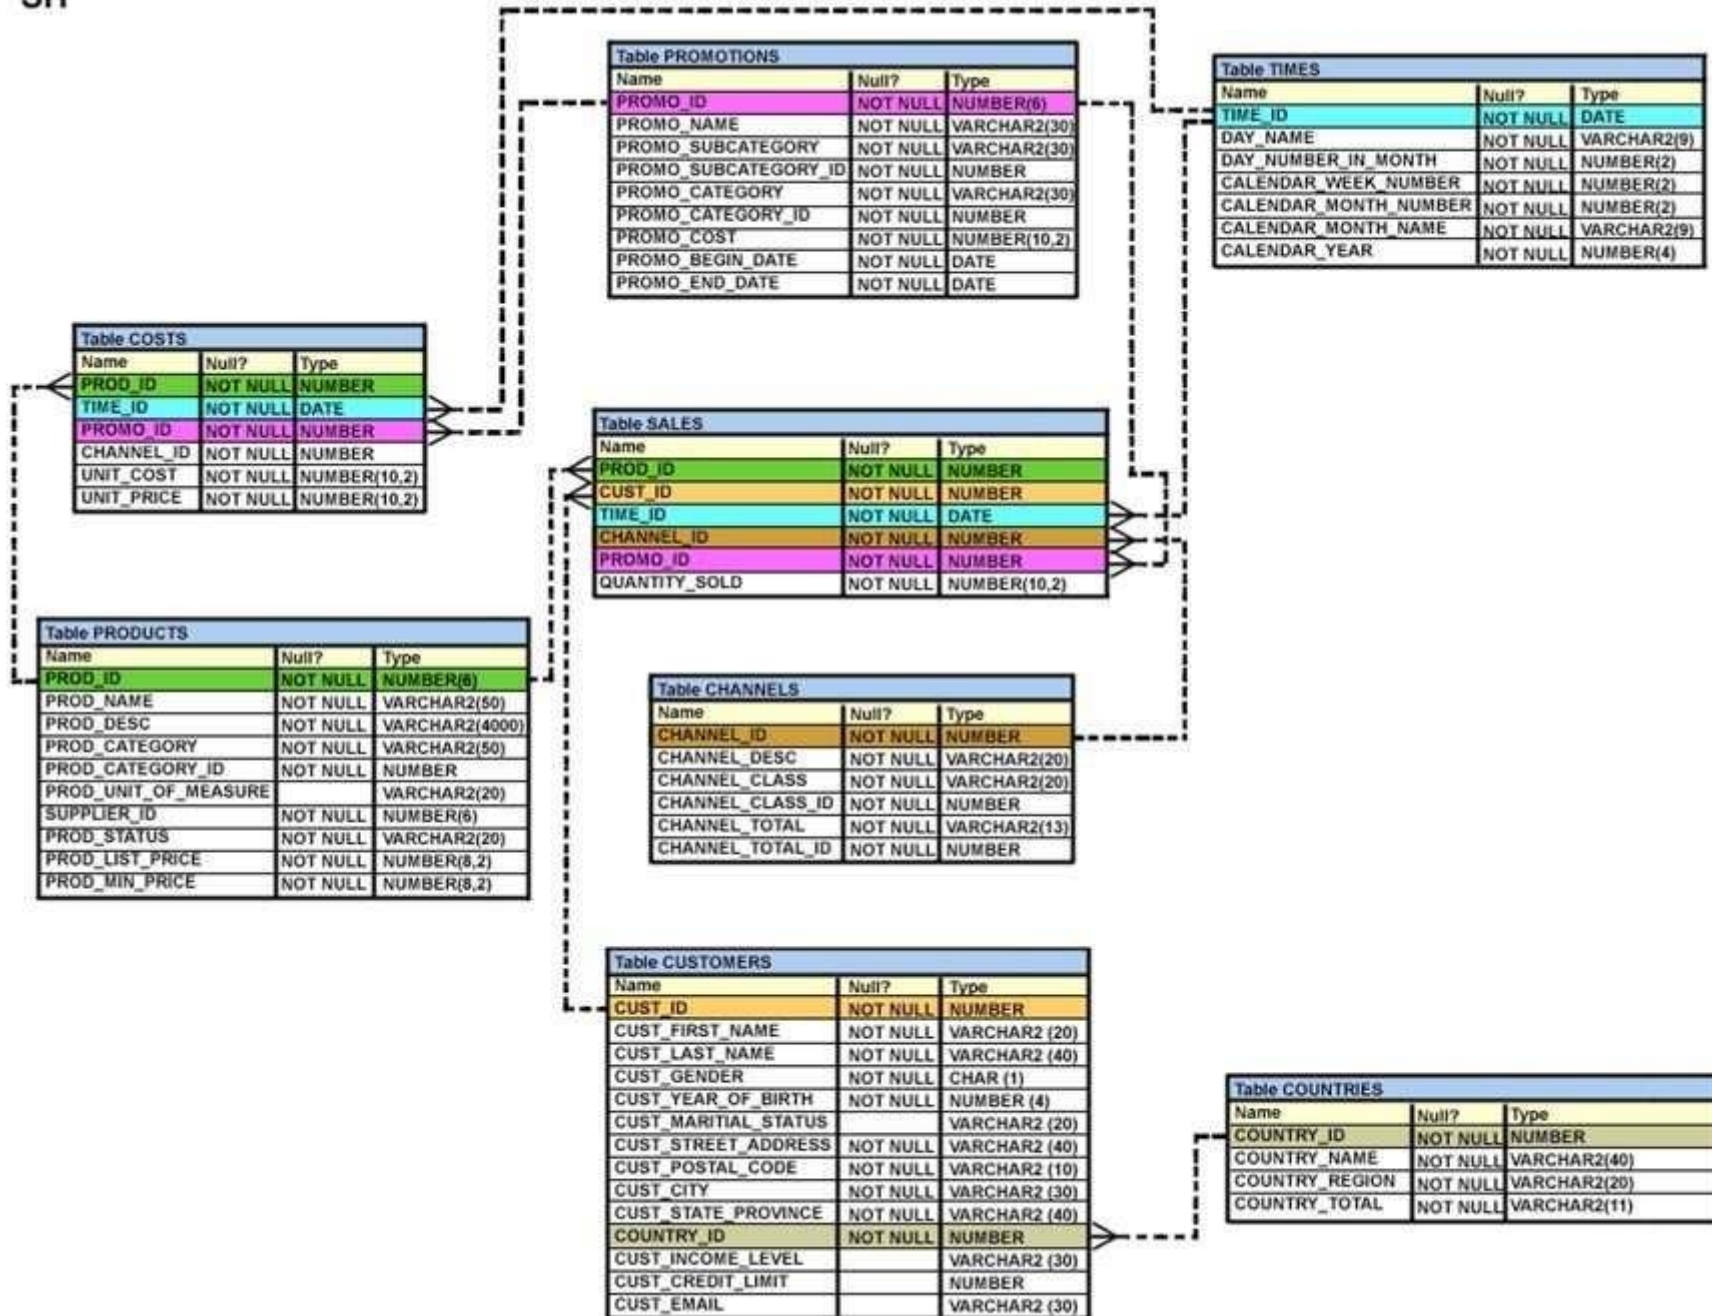 SH
Table PROMOTIONS
Name Null? Type
PROMO_ID NOT NULL NUMBER(6)
PROMO_NAME NOT NULL VARCHAR2(30)
PROMO_SUBCATEGORY NOT NULL VARCHAR2(30)
PROMO_SUBCATEGORY_ID NOT NULL NUMBER
PROMO_CATEGORY NOT NULL VARCHAR2(30)
PROMO_CATEGORY_ID NOT NULL NUMBER
PROMO_COST NOT NULL NUMBER(10,2)
PROMO_BEGIN_DATE NOT NULL DATE
PROMO_END_DATE NOT NULL DATE
Table TIMES
Name Null? Type
TIME_ID NOT NULL DATE
DAY_NAME NOT NULL VARCHAR2(9)
DAY_NUMBER_IN_MONTH NOT NULL NUMBER(2)
CALENDAR_WEEK_NUMBER NOT NULL NUMBER(2)
CALENDAR_MONTH_NUMBER NOT NULL NUMBER(2)
CALENDAR_MONTH_NAME NOT NULL VARCHAR2(9)
CALENDAR_YEAR NOT NULL NUMBER(4)
Table COSTS
Name Null? Type
PROD_ID NOT NULL NUMBER
TIME_ID NOT NULL DATE
PROMO_ID NOT NULL NUMBER
CHANNEL_ID NOT NULL NUMBER
UNIT_COST NOT NULL NUMBER(10,2)
UNIT_PRICE NOT NULL NUMBER(10,2)
Table SALES
Name Null? Type
PROD_ID NOT NULL NUMBER
CUST_ID NOT NULL NUMBER
TIME_ID NOT NULL DATE
CHANNEL_ID NOT NULL NUMBER
PROMO_ID NOT NULL NUMBER
QUANTITY_SOLD NOT NULL NUMBER(10,2)
Table PRODUCTS
Name Null? Type
PROD_ID NOT NULL NUMBER(6)
PROD_NAME NOT NULL VARCHAR2(50)
PROD_DESC NOT NULL VARCHAR2(4000)
PROD_CATEGORY NOT NULL VARCHAR2(50)
PROD_CATEGORY_ID NOT NULL NUMBER
PROD_UNIT_OF_MEASURE VARCHAR2(20)
SUPPLIER_ID NOT NULL NUMBER(6)
PROD_STATUS NOT NULL VARCHAR2(20)
PROD_LIST_PRICE NOT NULL NUMBER(8,2)
PROD_MIN_PRICE NOT NULL NUMBER(8,2)
Table CHANNELS
Name Null? Type
CHANNEL_ID NOT NULL NUMBER
CHANNEL_DESC NOT NULL VARCHAR2(20)
CHANNEL_CLASS NOT NULL VARCHAR2(20)
CHANNEL_CLASS_ID NOT NULL NUMBER
CHANNEL_TOTAL NOT NULL VARCHAR2(13)
CHANNEL_TOTAL_ID NOT NULL NUMBER
Table CUSTOMERS
Name Null? Type
CUST_ID NOT NULL NUMBER
CUST_FIRST_NAME NOT NULL VARCHAR2 (20)
CUST_LAST_NAME NOT NULL VARCHAR2 (40)
CUST_GENDER NOT NULL CHAR (1)
CUST_YEAR_OF_BIRTH NOT NULL NUMBER (4)
CUST_MARITIAL_STATUS VARCHAR2 (20)
CUST_STREET_ADDRESS NOT NULL VARCHAR2 (40)
CUST_POSTAL_CODE NOT NULL VARCHAR2 (10)
CUST_CITY NOT NULL VARCHAR2 (30)
CUST_STATE_PROVINCE NOT NULL VARCHAR2 (40)
COUNTRY_ID NOT NULL NUMBER
CUST_INCOME_LEVEL VARCHAR2 (30)
CUST_CREDIT_LIMIT NUMBER
CUST_EMAIL VARCHAR2 (30)
Table COUNTRIES
Name Null? Type
COUNTRY_ID NOT NULL NUMBER
COUNTRY_NAME NOT NULL VARCHAR2(40)
COUNTRY_REGION NOT NULL VARCHAR2(20)
COUNTRY_TOTAL NOT NULL VARCHAR2(11)